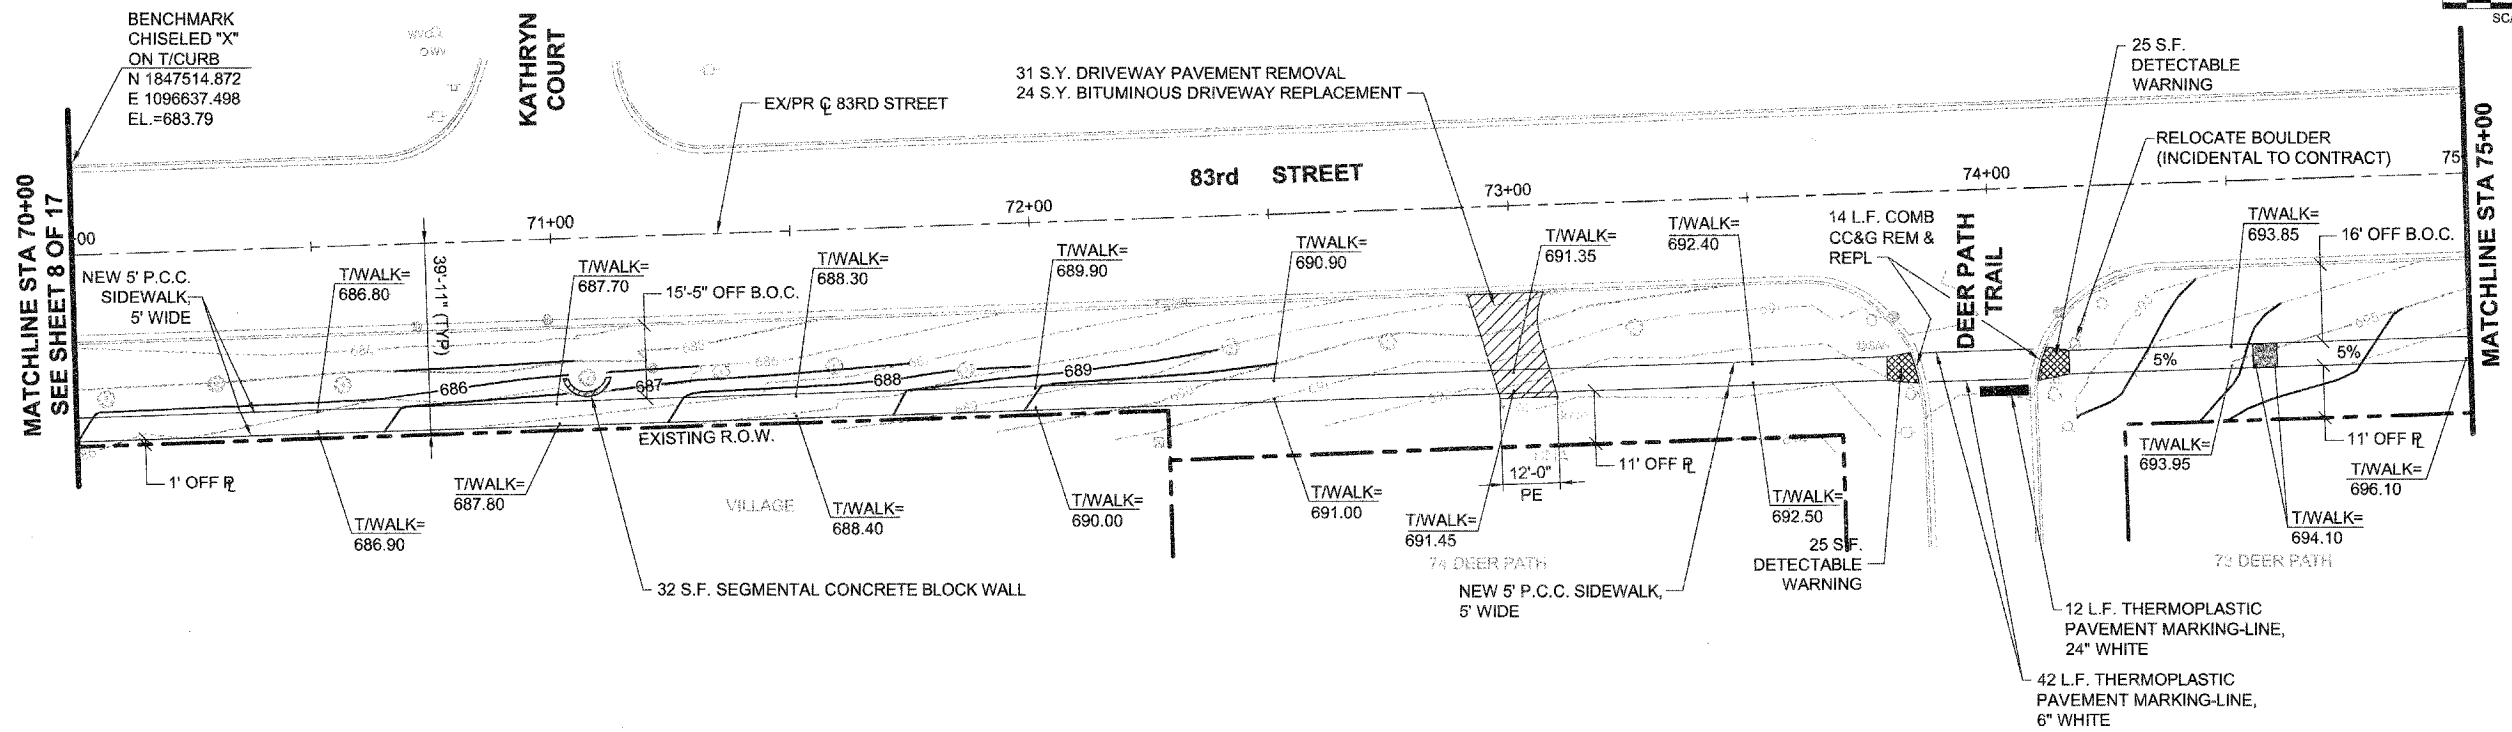 BENCHMARK
CHISELED "X"
ON T/CURB
N 1847514.872
E 1096637.498
EL.=683.79
KATHRYN
COURT
EX/PR ℄ 83RD STREET
31 S.Y. DRIVEWAY PAVEMENT REMOVAL
24 S.Y. BITUMINOUS DRIVEWAY REPLACEMENT
25 S.F.
DETECTABLE
WARNING
RELOCATE BOULDER
(INCIDENTAL TO CONTRACT)
MATCHLINE STA 70+00
SEE SHEET 8 OF 17
MATCHLINE STA 75+00
83rd STREET
00
71+00
72+00
73+00
74+00
75
NEW 5' P.C.C.
SIDEWALK,
5' WIDE
T/WALK=
686.80
39'-11" (TYP)
T/WALK=
687.70
15'-5" OFF B.O.C.
T/WALK=
688.30
T/WALK=
689.90
T/WALK=
690.90
T/WALK=
691.35
T/WALK=
692.40
14 L.F. COMB
CC&G REM &
REPL
DEER PATH
TRAIL
T/WALK=
693.85
16' OFF B.O.C.
686
687
688
689
5%
5%
EXISTING R.O.W.
1' OFF ℄
T/WALK=
686.90
T/WALK=
687.80
VILLAGE
T/WALK=
688.40
T/WALK=
690.00
T/WALK=
691.00
T/WALK=
691.45
12'-0"
PE
11' OFF ℄
T/WALK=
692.50
T/WALK=
693.95
11' OFF ℄
T/WALK=
696.10
T/WALK=
694.10
74 DEER PATH
73 DEER PATH
32 S.F. SEGMENTAL CONCRETE BLOCK WALL
NEW 5' P.C.C. SIDEWALK,
5' WIDE
25 S.F.
DETECTABLE
WARNING
12 L.F. THERMOPLASTIC
PAVEMENT MARKING-LINE,
24" WHITE
42 L.F. THERMOPLASTIC
PAVEMENT MARKING-LINE,
6" WHITE